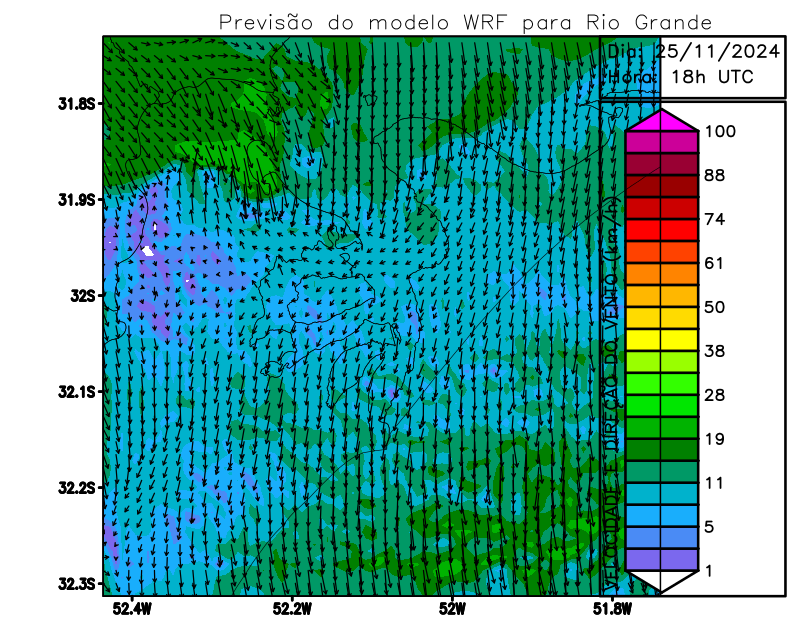 Previsão do modelo WRF para Rio Grande
Dia: 25/11/2024
Hora: 18h UTC
31.8S
31.9S
32S
32.1S
32.2S
32.3S
52.4W
52.2W
52W
51.8W
VELOCIDADE E DIREÇÃO DO VENTO (km/h)
100
88
74
61
50
38
28
19
11
5
1